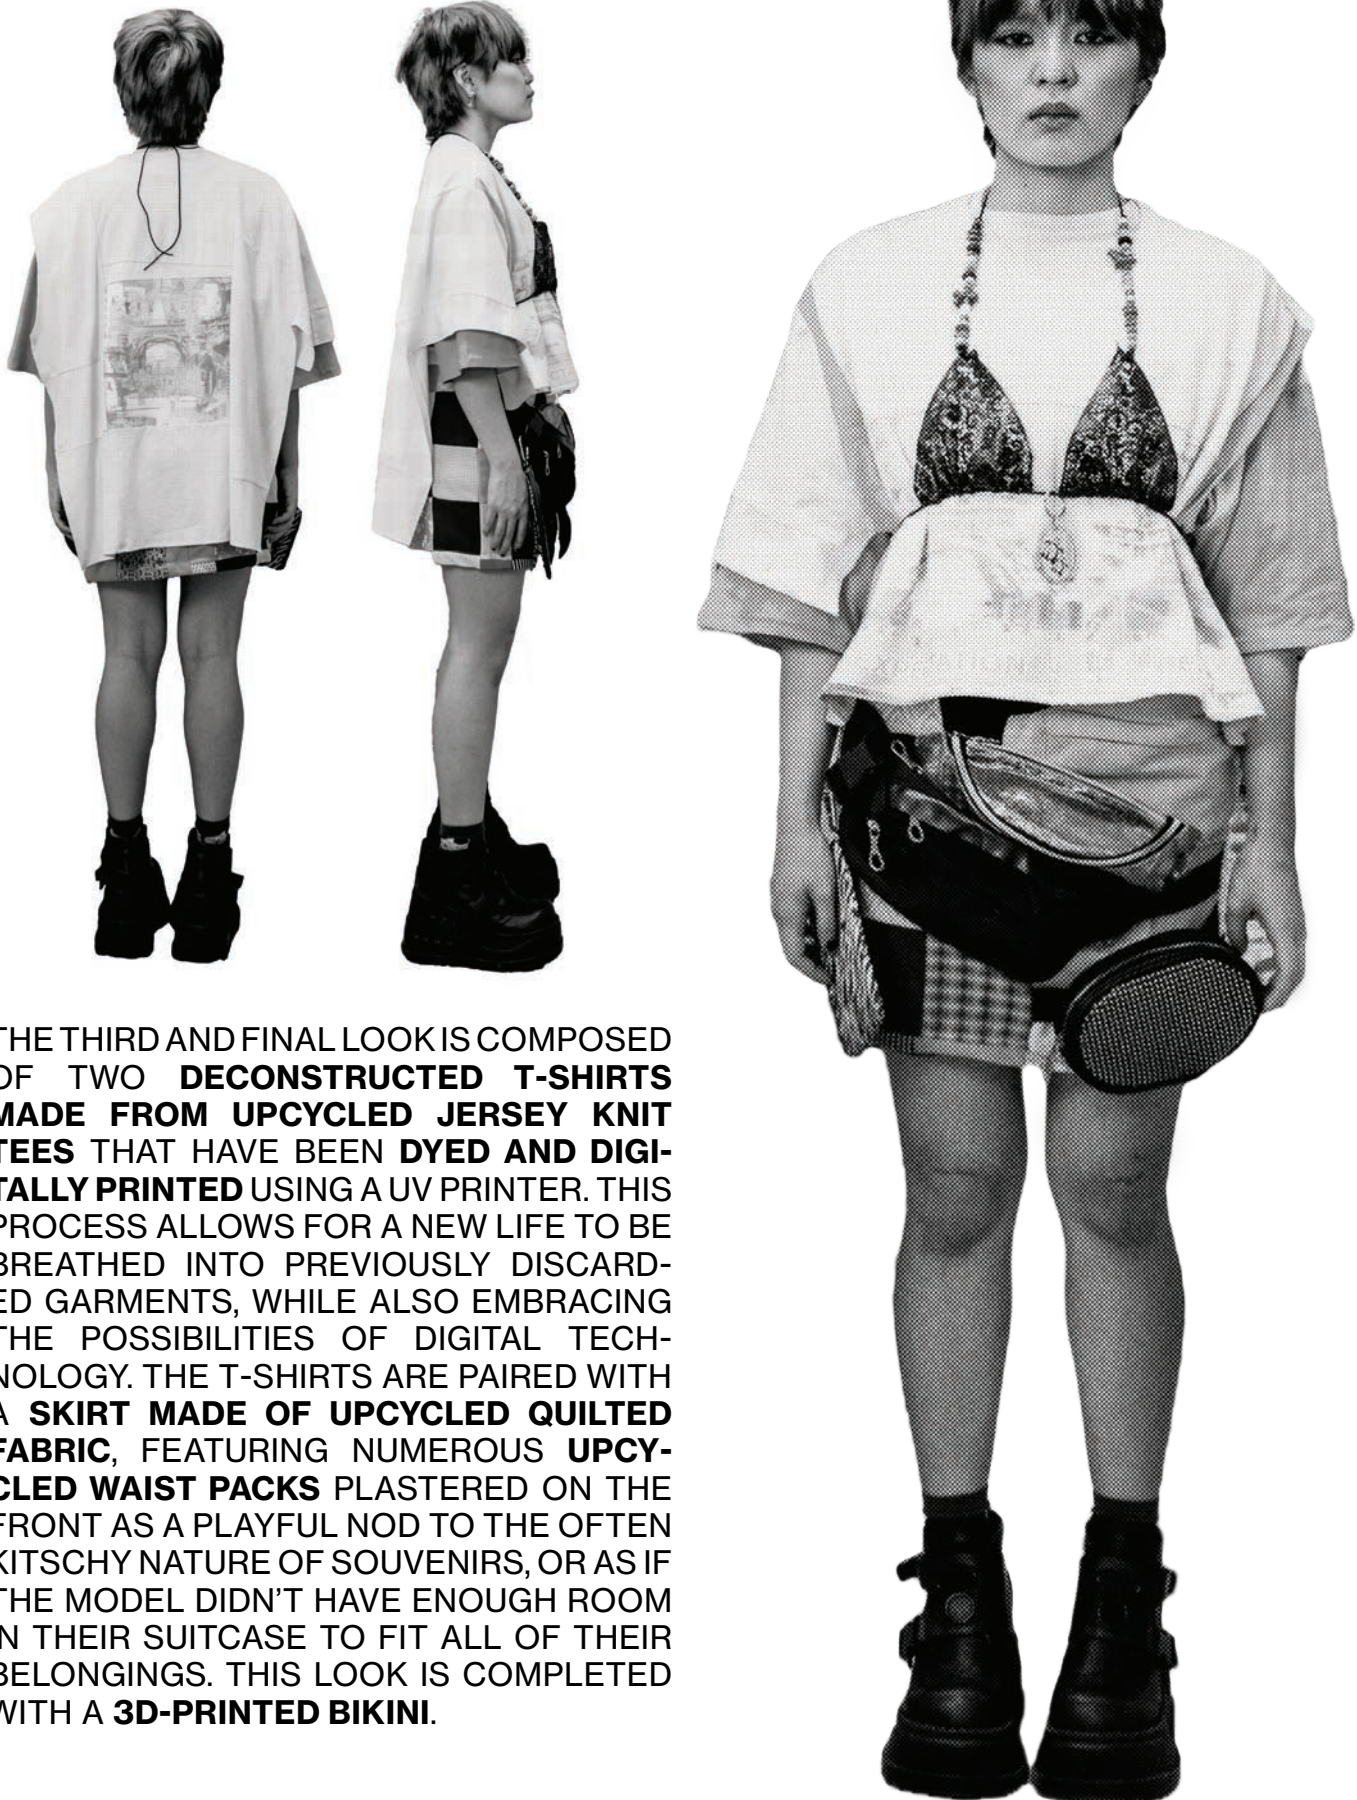 THE THIRD AND FINAL LOOK IS COMPOSED
OF TWO DECONSTRUCTED T-SHIRTS
MADE FROM UPCYCLED JERSEY KNIT
TEES THAT HAVE BEEN DYED AND DIGI-
TALLY PRINTED USING A UV PRINTER. THIS
PROCESS ALLOWS FOR A NEW LIFE TO BE
BREATHED INTO PREVIOUSLY DISCARD-
ED GARMENTS, WHILE ALSO EMBRACING
THE POSSIBILITIES OF DIGITAL TECH-
NOLOGY. THE T-SHIRTS ARE PAIRED WITH
A SKIRT MADE OF UPCYCLED QUILTED
FABRIC, FEATURING NUMEROUS UPCY-
CLED WAIST PACKS PLASTERED ON THE
FRONT AS A PLAYFUL NOD TO THE OFTEN
KITSCHY NATURE OF SOUVENIRS, OR AS IF
THE MODEL DIDN'T HAVE ENOUGH ROOM
IN THEIR SUITCASE TO FIT ALL OF THEIR
BELONGINGS. THIS LOOK IS COMPLETED
WITH A 3D-PRINTED BIKINI.